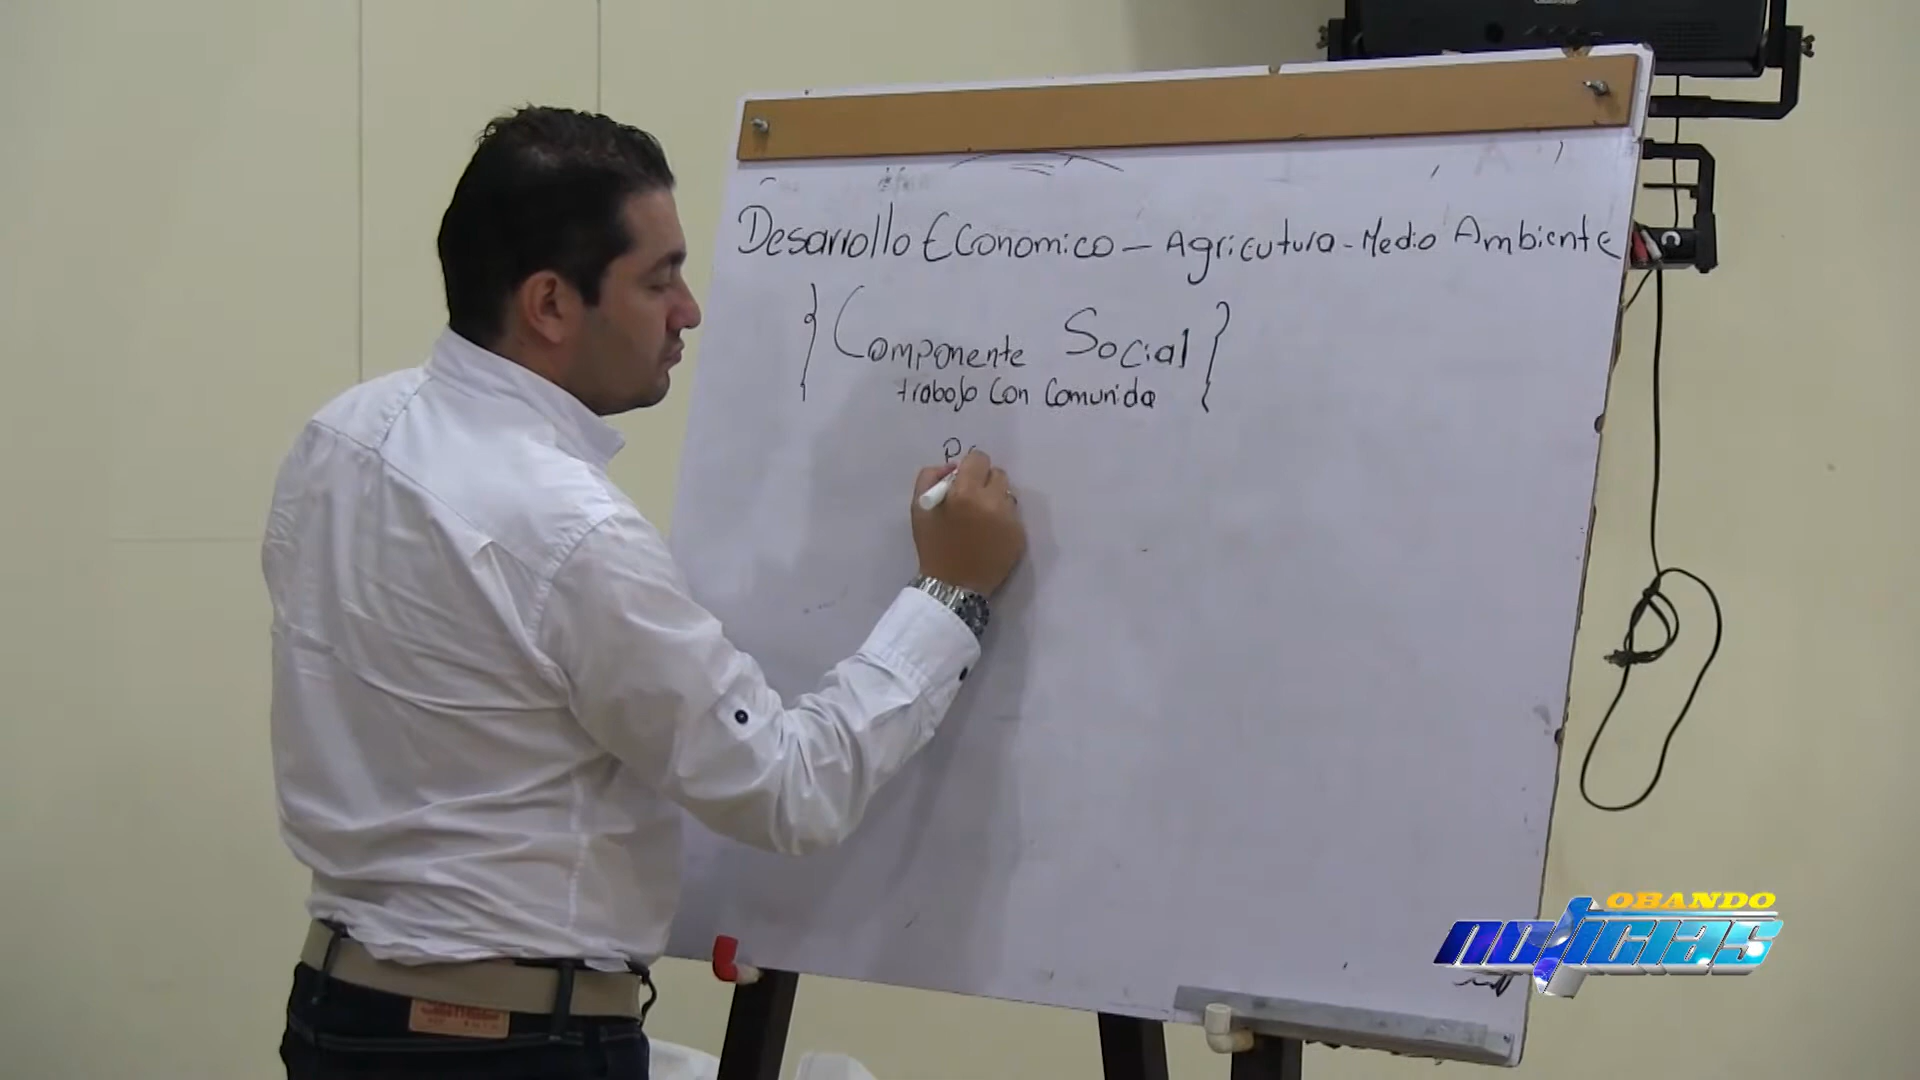 Desarrollo Economico - Agricutura - Medio Ambiente
{ Componente Social }
trabajo con Comunida
OBANDO
NOTICIAS